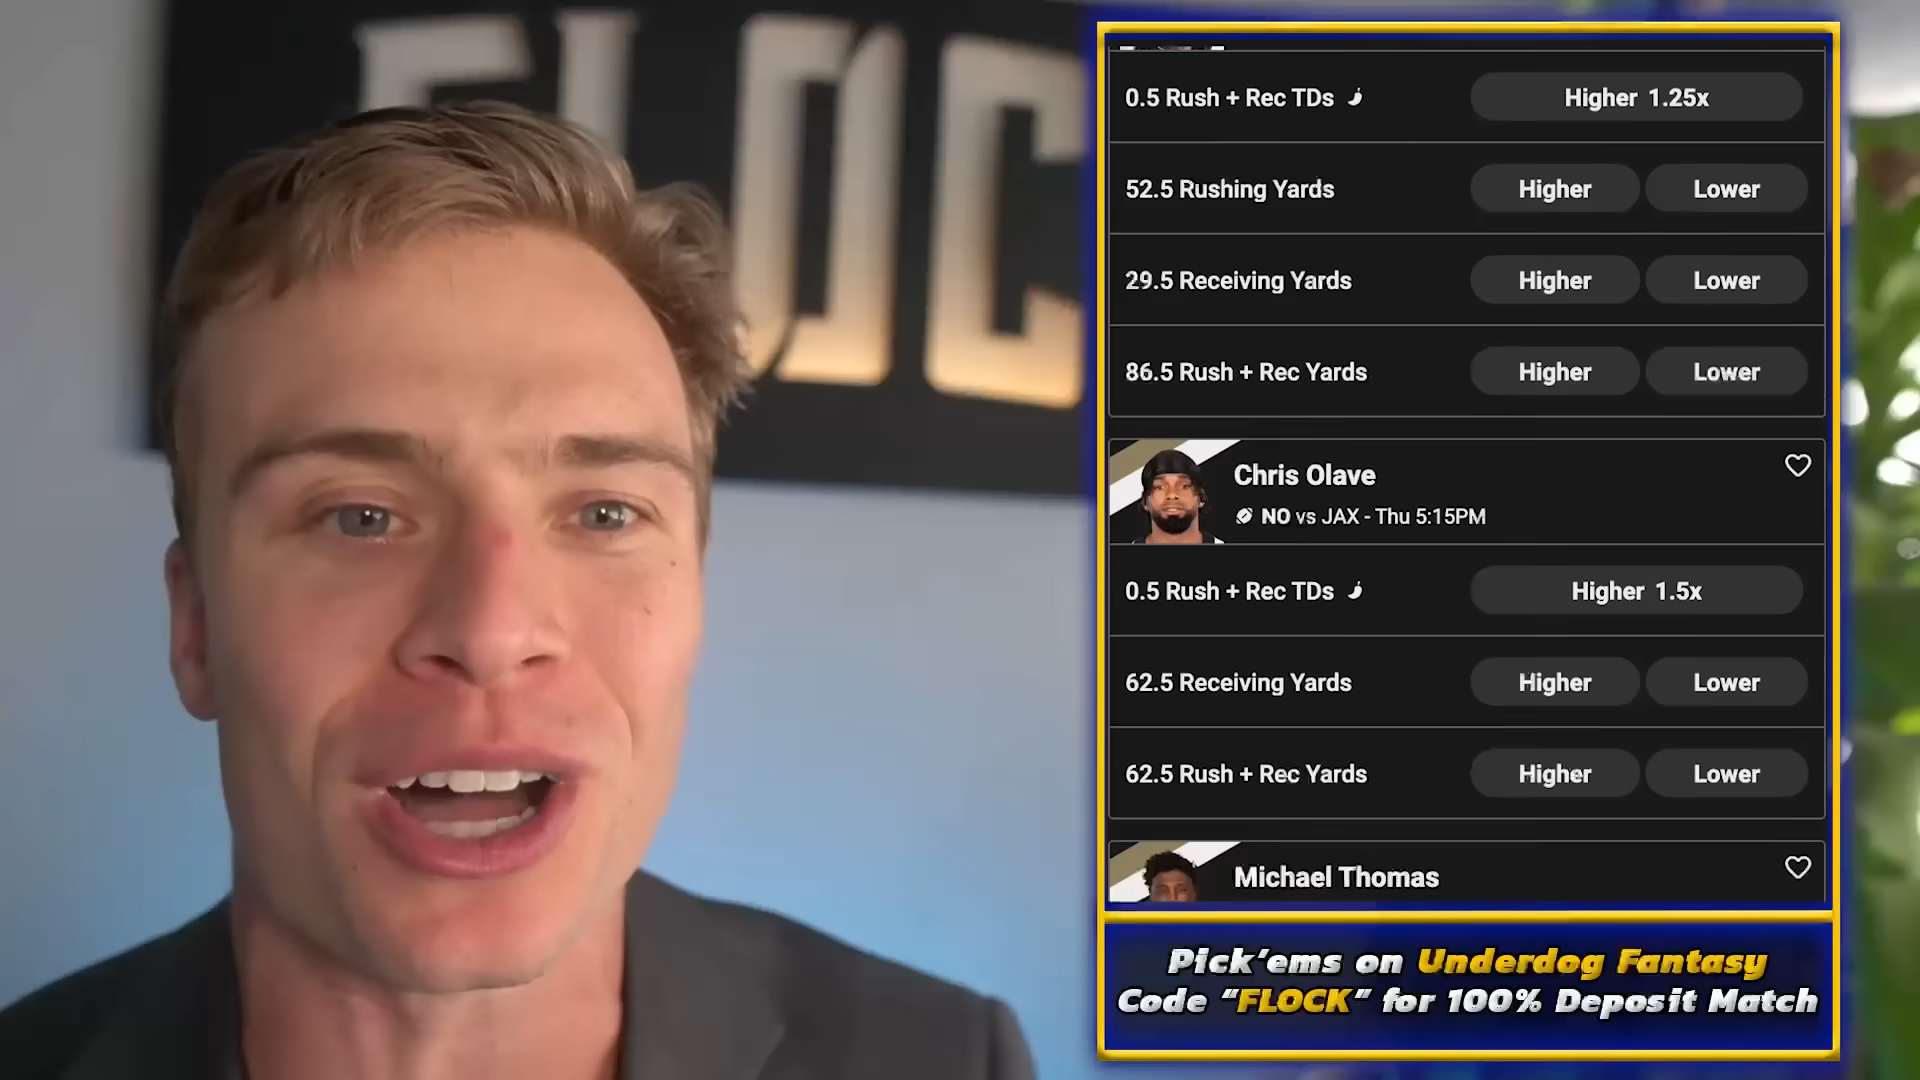 FLOC
0.5 Rush + Rec TDs Higher 1.25x
52.5 Rushing Yards Higher Lower
29.5 Receiving Yards Higher Lower
86.5 Rush + Rec Yards Higher Lower
Chris Olave
NO vs JAX - Thu 5:15PM
0.5 Rush + Rec TDs Higher 1.5x
62.5 Receiving Yards Higher Lower
62.5 Rush + Rec Yards Higher Lower
Michael Thomas
Pick'ems on Underdog Fantasy
Code "FLOCK" for 100% Deposit Match